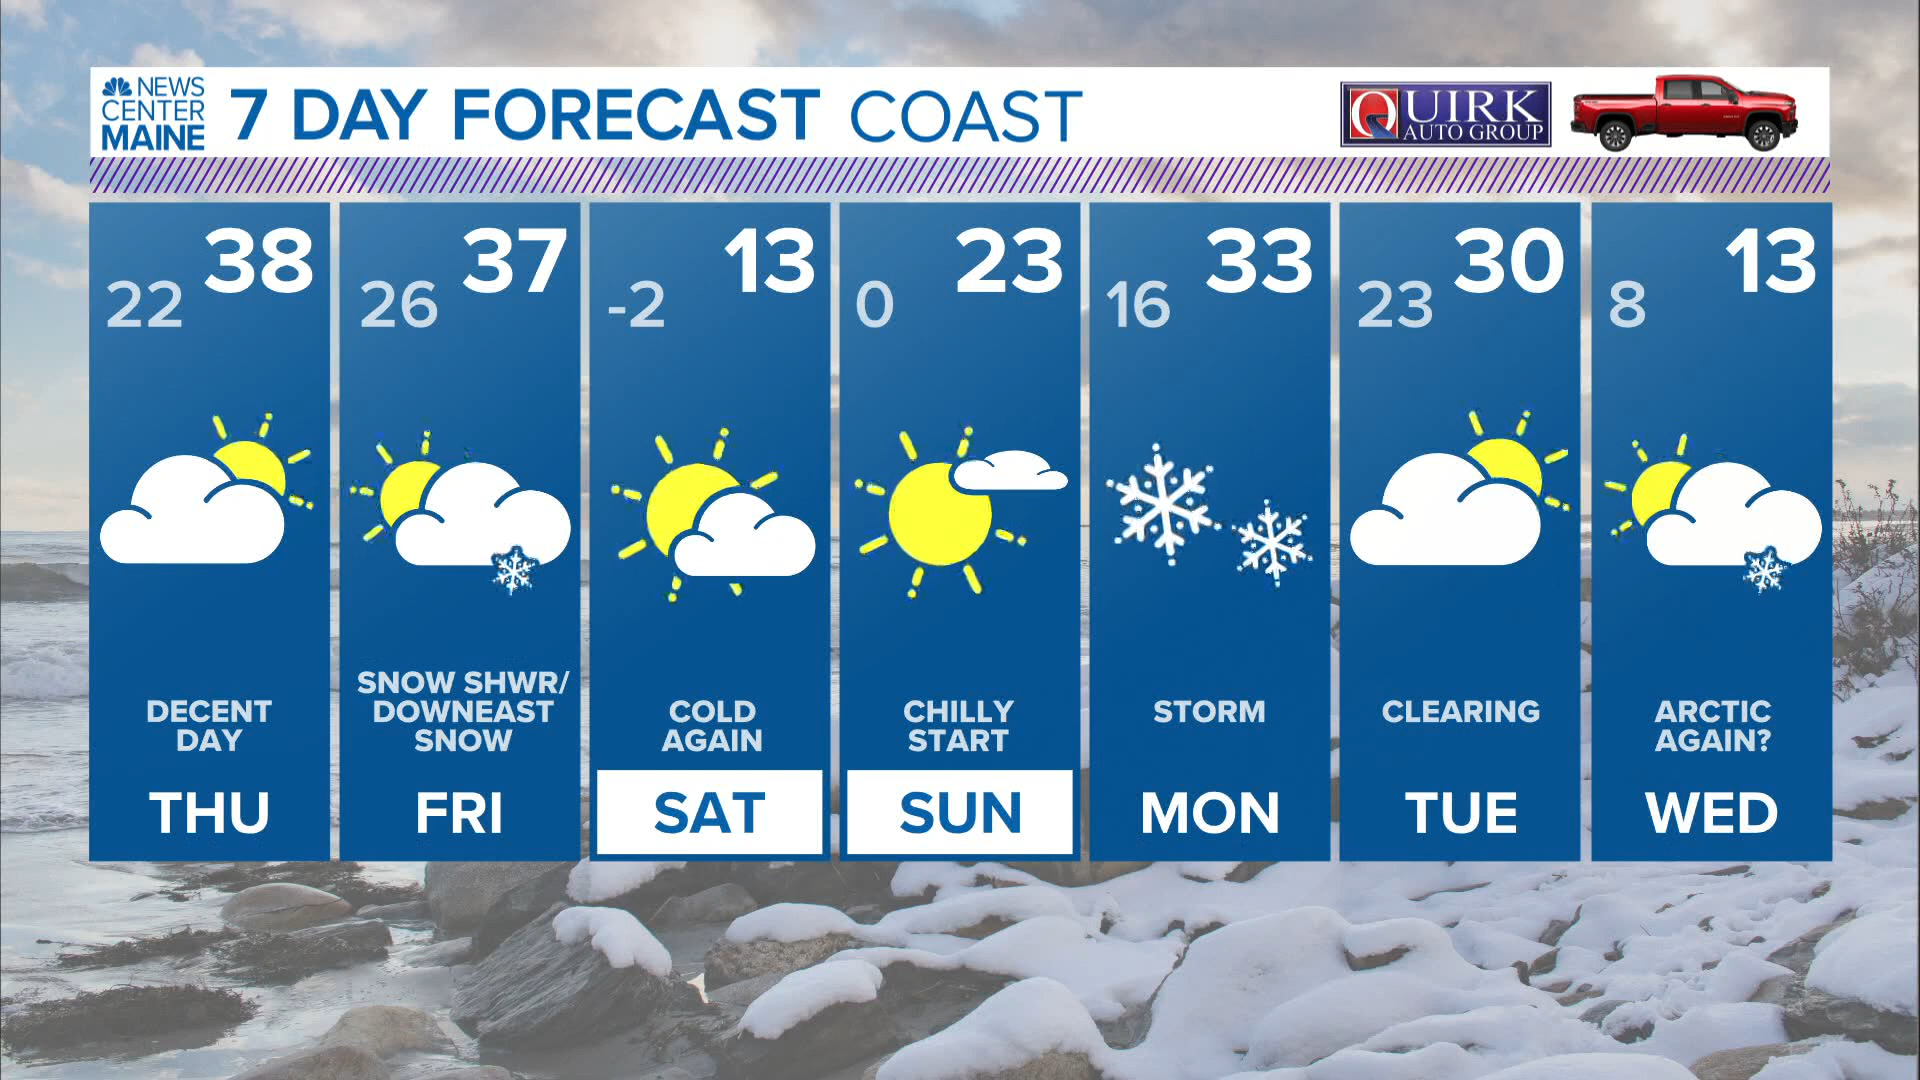 NEWS
CENTER
MAINE
7 DAY FORECAST COAST
QUIRK
AUTO GROUP
22 38
DECENT
DAY
THU
26 37
SNOW SHWR/
DOWNEAST
SNOW
FRI
-2 13
COLD
AGAIN
SAT
0 23
CHILLY
START
SUN
16 33
STORM
MON
23 30
CLEARING
TUE
8 13
ARCTIC
AGAIN?
WED